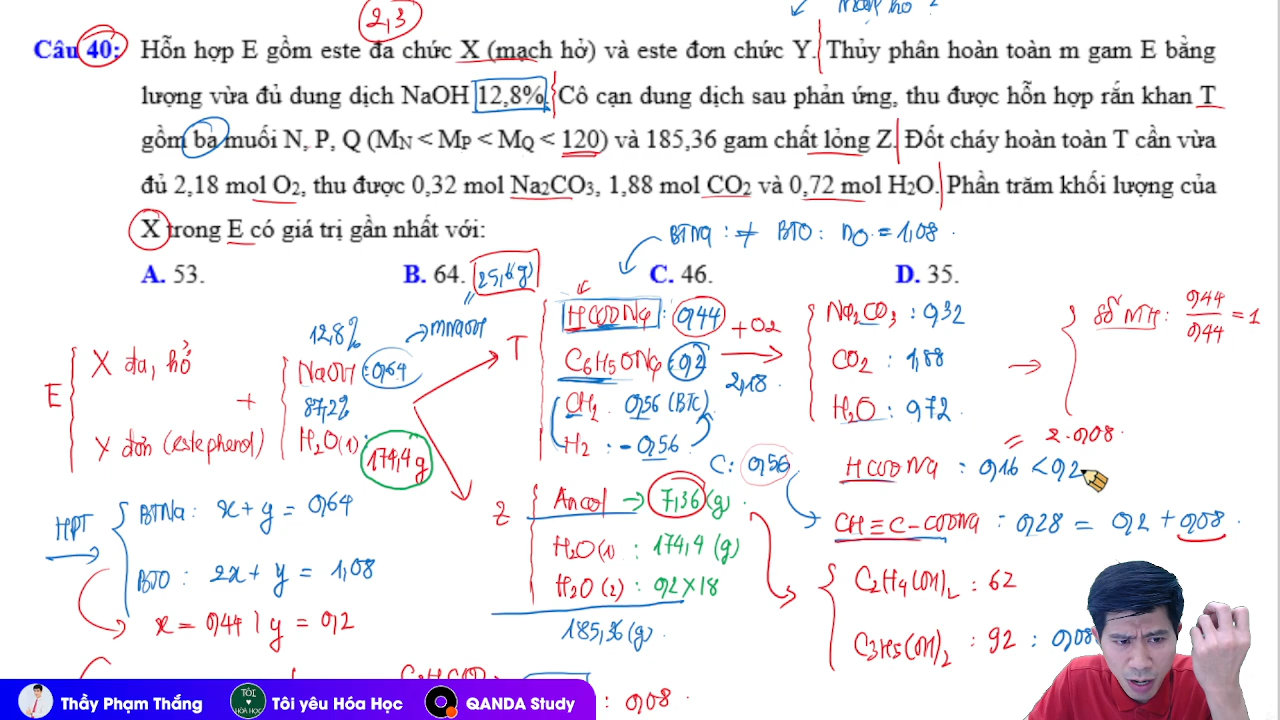 2,3
Câu 40: Hỗn hợp E gồm este đa chức X (mạch hở) và este đơn chức Y. Thủy phân hoàn toàn m gam E bằng
lượng vừa đủ dung dịch NaOH 12,8%. Cô cạn dung dịch sau phản ứng, thu được hỗn hợp rắn khan T
gồm ba muối N, P, Q (MN < MP < MQ < 120) và 185,36 gam chất lỏng Z. Đốt cháy hoàn toàn T cần vừa
đủ 2,18 mol O2, thu được 0,32 mol Na2CO3, 1,88 mol CO2 và 0,72 mol H2O. Phần trăm khối lượng của
X trong E có giá trị gần nhất với:
BTNa: → BTO: nO = 1,08.
A. 53. B. 64. C. 46. D. 35.
25,6(g)
mNaOH
E
X đa, hở
Y đơn (este phenol)
+
12,8%
NaOH : 0,64
87,2%
H2O(1) : 174,4g
T
HCOONa : 0,44
C6H5ONa : 0,2
CH2 : 0,56 (BTC)
H2 : -0,56
+ O2
2,18
Na2CO3 : 0,32
CO2 : 1,88
H2O : 0,72
Số MH : 0,44/0,44 = 1
C : 0,56
= 2.0,08.
HCOONa : 0,16 < 0,2
CH≡C-COONa : 0,28 = 0,2 + 0,08.
Z
Ancol → 7,36 (g).
H2O(1) : 174,4 (g)
H2O(2) : 0,2 × 18
185,36 (g).
C2H4(OH)2 : 62
C3H5(OH)2 : 92 : 0,08
HPT
BTNa : x + y = 0,64
BTO : 2x + y = 1,08
x = 0,44 | y = 0,2
: 0,08
Thầy Phạm Thắng
TÔI
HÓA HỌC
Tôi yêu Hóa Học
QANDA Study